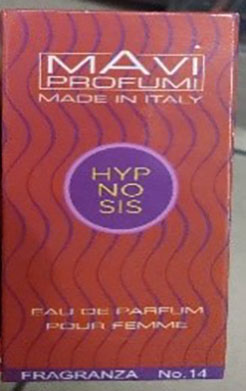 MAVi
PROFUMI
MADE IN ITALY
HYP
NO
SIS
EAU DE PARFUM
POUR FEMME
FRAGRANZA No.14